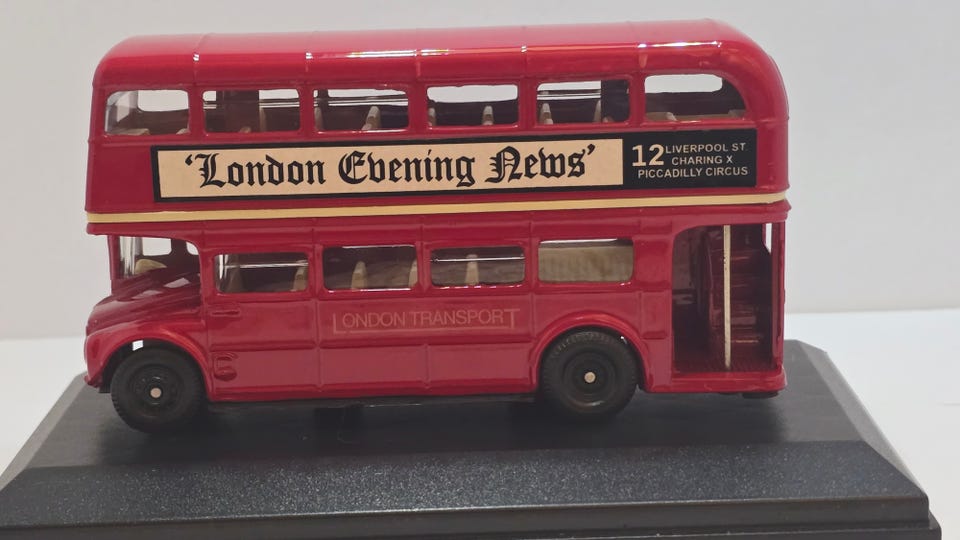 'London Evening News'
12 LIVERPOOL ST.
CHARING X
PICCADILLY CIRCUS
LONDON TRANSPORT